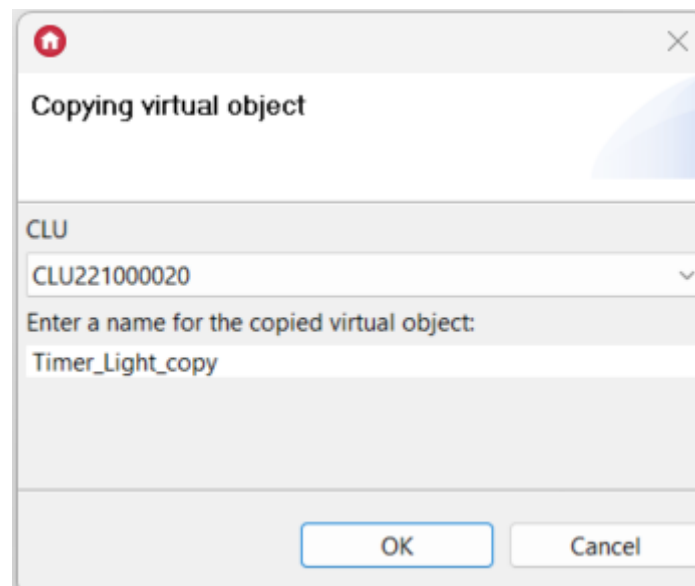 Copying virtual object
CLU
CLU221000020
Enter a name for the copied virtual object:
Timer_Light_copy
OK
Cancel